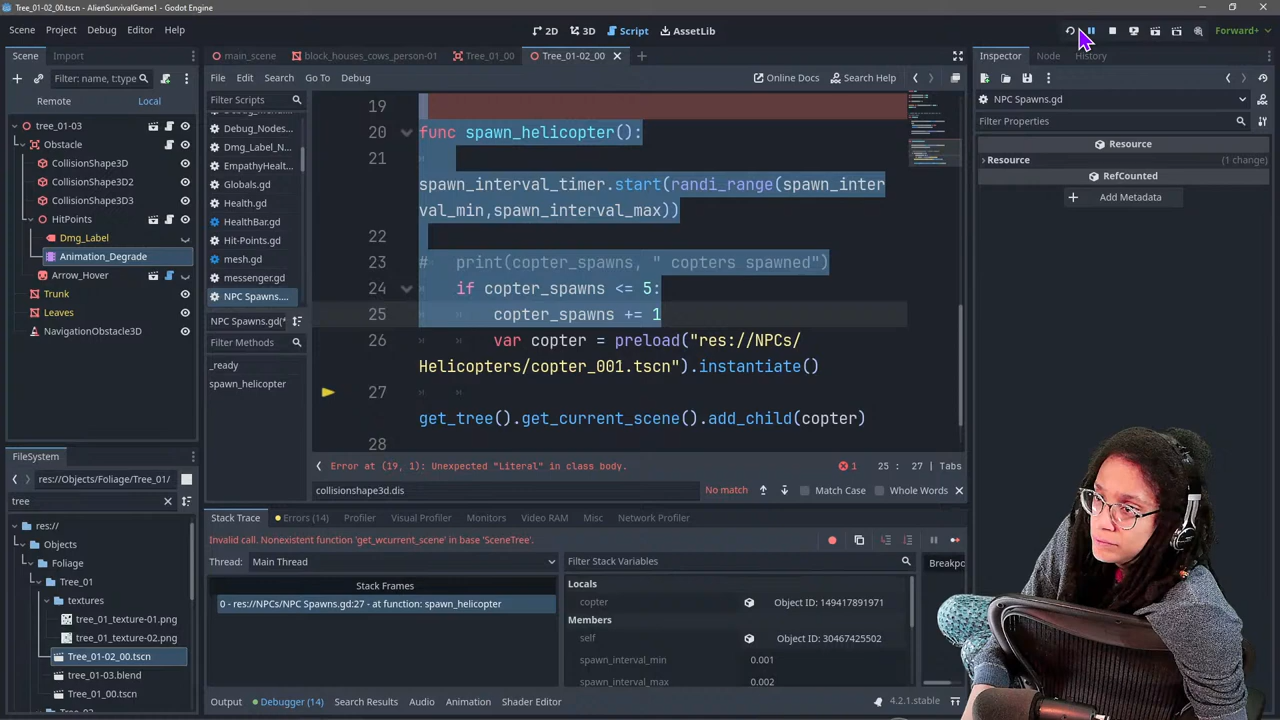 Tree_01-02_00.tscn - AlienSurvivalGame1 - Godot Engine
Scene Project Debug Editor Help
2D 3D Script AssetLib
Forward+
Scene Import
main_scene block_houses_cows_person-01 Tree_01_00 Tree_01-02_00
Inspector Node History
Filter: name, t:type
File Edit Search Go To Debug
Online Docs Search Help
Remote Local
Filter Scripts
NPC Spawns.gd
Filter Properties
tree_01-03
Obstacle
CollisionShape3D
CollisionShape3D2
CollisionShape3D3
HitPoints
Dmg_Label
Animation_Degrade
Arrow_Hover
Trunk
Leaves
NavigationObstacle3D
Debug_Nodes...
Dmg_Label_N...
EmpathyHealt...
Globals.gd
Health.gd
HealthBar.gd
Hit-Points.gd
mesh.gd
messenger.gd
NPC Spawns....
NPC Spawns.gd(*
Filter Methods
_ready
spawn_helicopter
19
20 func spawn_helicopter():
21
spawn_interval_timer.start(randi_range(spawn_inter
val_min,spawn_interval_max))
22
23 # print(copter_spawns, " copters spawned")
24 if copter_spawns <= 5:
25 copter_spawns += 1
26 var copter = preload("res://NPCs/
Helicopters/copter_001.tscn").instantiate()
27
get_tree().get_current_scene().add_child(copter)
28
Error at (19, 1): Unexpected "Literal" in class body.
1 25 : 27 | Tabs
collisionshape3d.dis
No match Match Case Whole Words
Resource
Resource (1 change)
RefCounted
Add Metadata
FileSystem
res://Objects/Foliage/Tree_01/
tree
res://
Objects
Foliage
Tree_01
textures
tree_01_texture-01.png
tree_01_texture-02.png
Tree_01-02_00.tscn
tree_01-03.blend
Tree_01_00.tscn
Stack Trace Errors (14) Profiler Visual Profiler Monitors Video RAM Misc Network Profiler
Invalid call. Nonexistent function 'get_wcurrent_scene' in base 'SceneTree'.
Thread: Main Thread
Filter Stack Variables
Breakpo
Stack Frames
0 - res://NPCs/NPC Spawns.gd:27 - at function: spawn_helicopter
Locals
copter Object ID: 149417891971
Members
self Object ID: 30467425502
spawn_interval_min 0.001
spawn_interval_max 0.002
Output Debugger (14) Search Results Audio Animation Shader Editor
4.2.1.stable